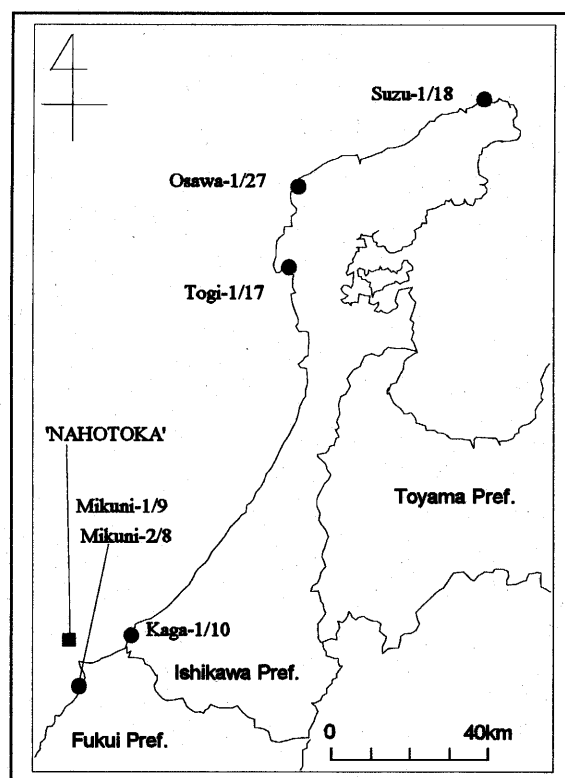 Suzu-1/18
Osawa-1/27
Togi-1/17
'NAHOTOKA'
Mikuni-1/9
Mikuni-2/8
Toyama Pref.
Kaga-1/10
Ishikawa Pref.
Fukui Pref.
0 40km